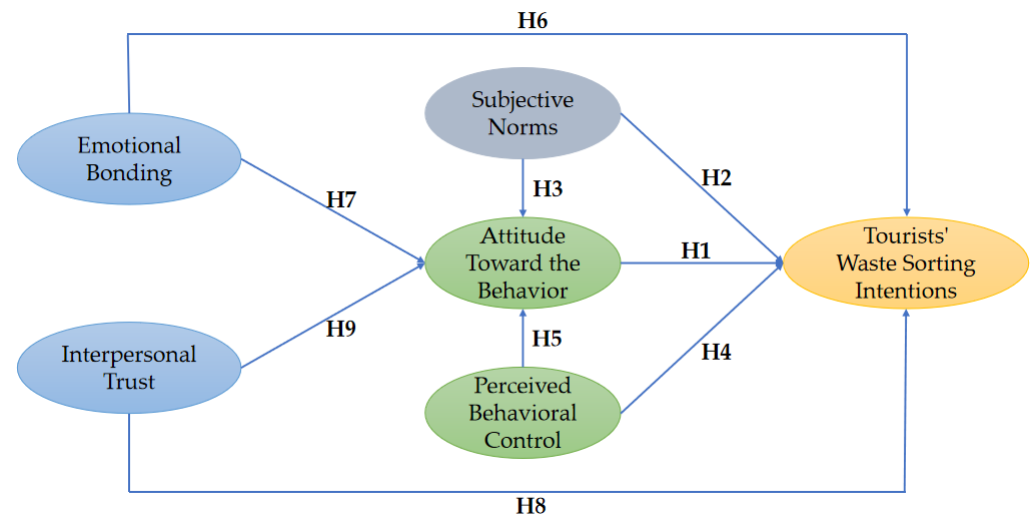 H6
Subjective
Norms
Emotional
Bonding
H2
H3
H7
Attitude
Toward the
Behavior
H1
Tourists'
Waste Sorting
Intentions
H9
H5
H4
Interpersonal
Trust
Perceived
Behavioral
Control
H8